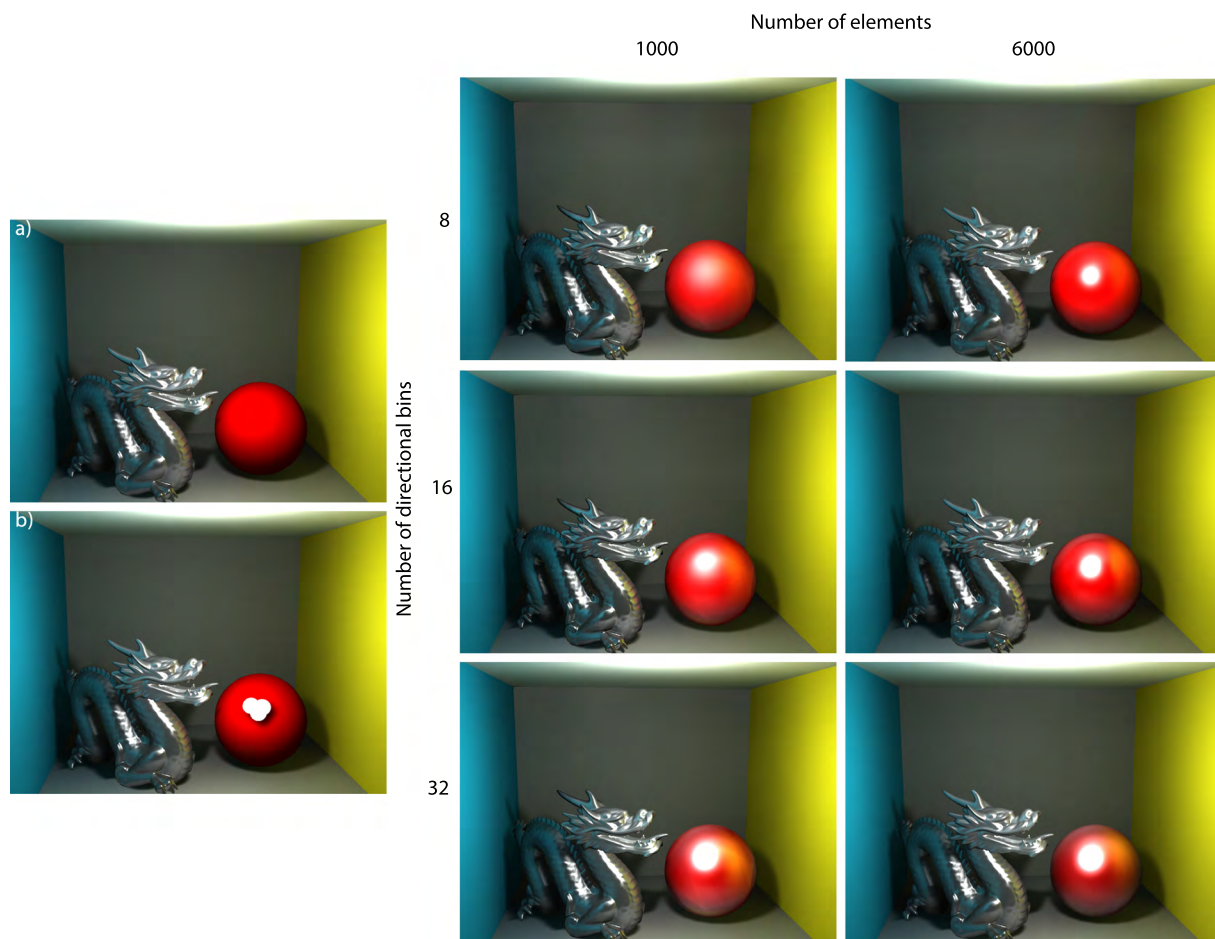 Number of elements
1000
6000
8
a)
Number of directional bins
16
b)
32